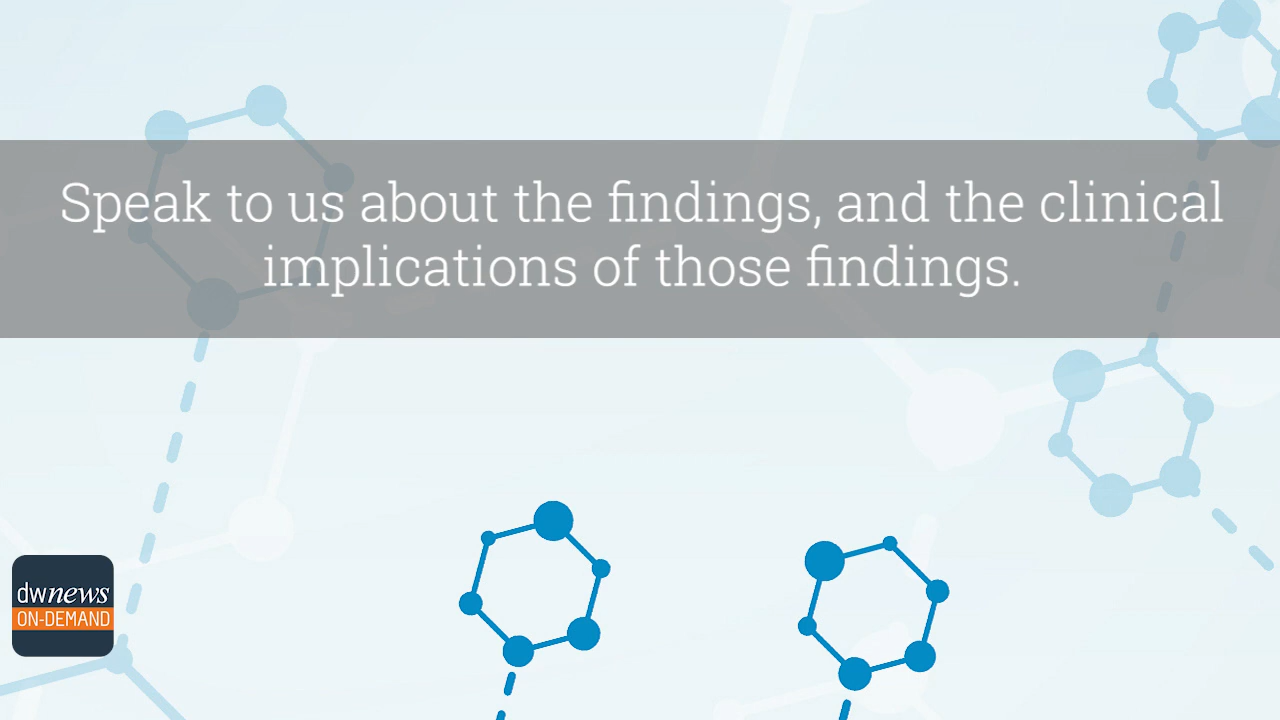 Speak to us about the findings, and the clinical
implications of those findings.
dwnews
ON-DEMAND